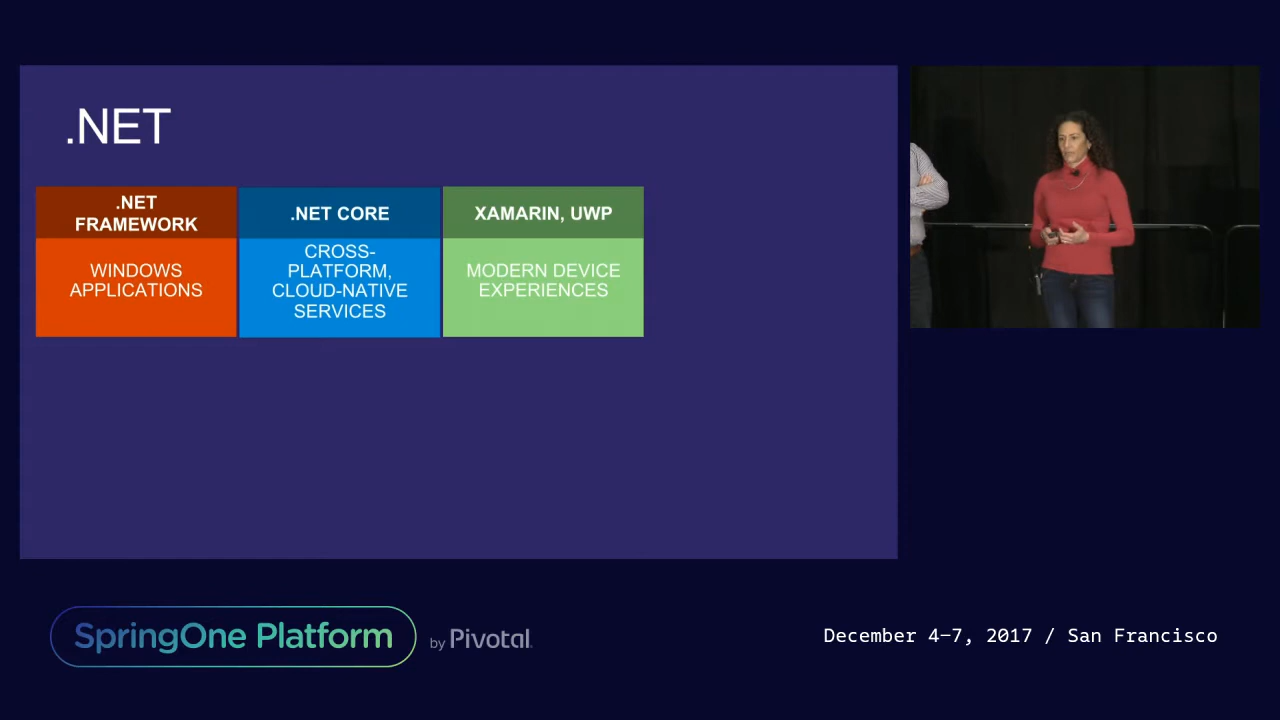 .NET
.NET
FRAMEWORK
.NET CORE
XAMARIN, UWP
WINDOWS
APPLICATIONS
CROSS-
PLATFORM,
CLOUD-NATIVE
SERVICES
MODERN DEVICE
EXPERIENCES
SpringOne Platform by Pivotal.
December 4–7, 2017 / San Francisco